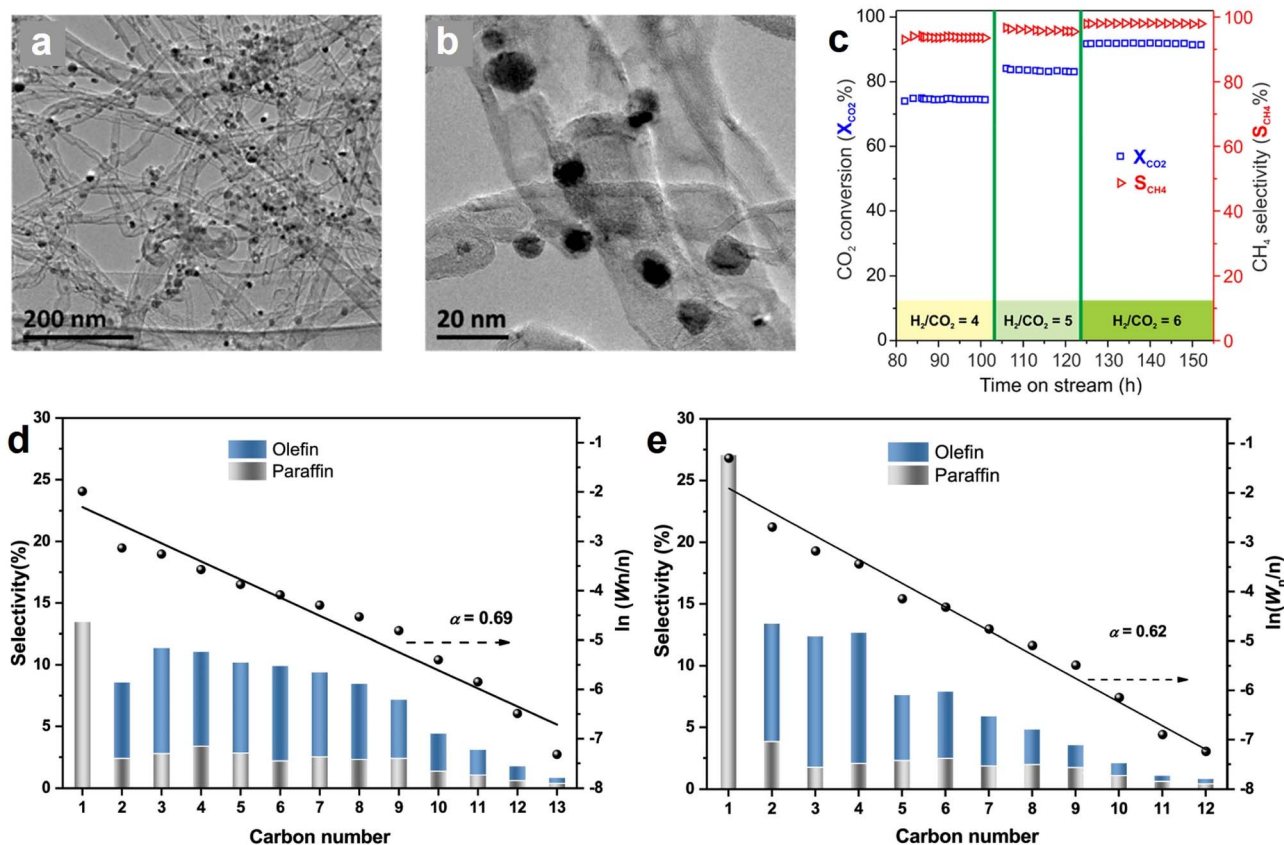 a
200 nm
b
20 nm
c
CO₂ conversion (X_CO2 %)
100
80
60
40
20
0
X_CO2
S_CH4
H₂/CO₂ = 4
H₂/CO₂ = 5
H₂/CO₂ = 6
80 90 100 110 120 130 140 150
Time on stream (h)
100
80
60
40
20
0
CH₄ selectivity (S_CH4 %)
d
Selectivity(%)
30
25
20
15
10
5
0
Olefin
Paraffin
α = 0.69
-1
-2
-3
-4
-5
-6
-7
-8
ln (Wn/n)
1 2 3 4 5 6 7 8 9 10 11 12 13
Carbon number
e
Selectivity (%)
30
25
20
15
10
5
0
Olefin
Paraffin
α = 0.62
-1
-2
-3
-4
-5
-6
-7
-8
ln(Wₙ/n)
1 2 3 4 5 6 7 8 9 10 11 12
Carbon number